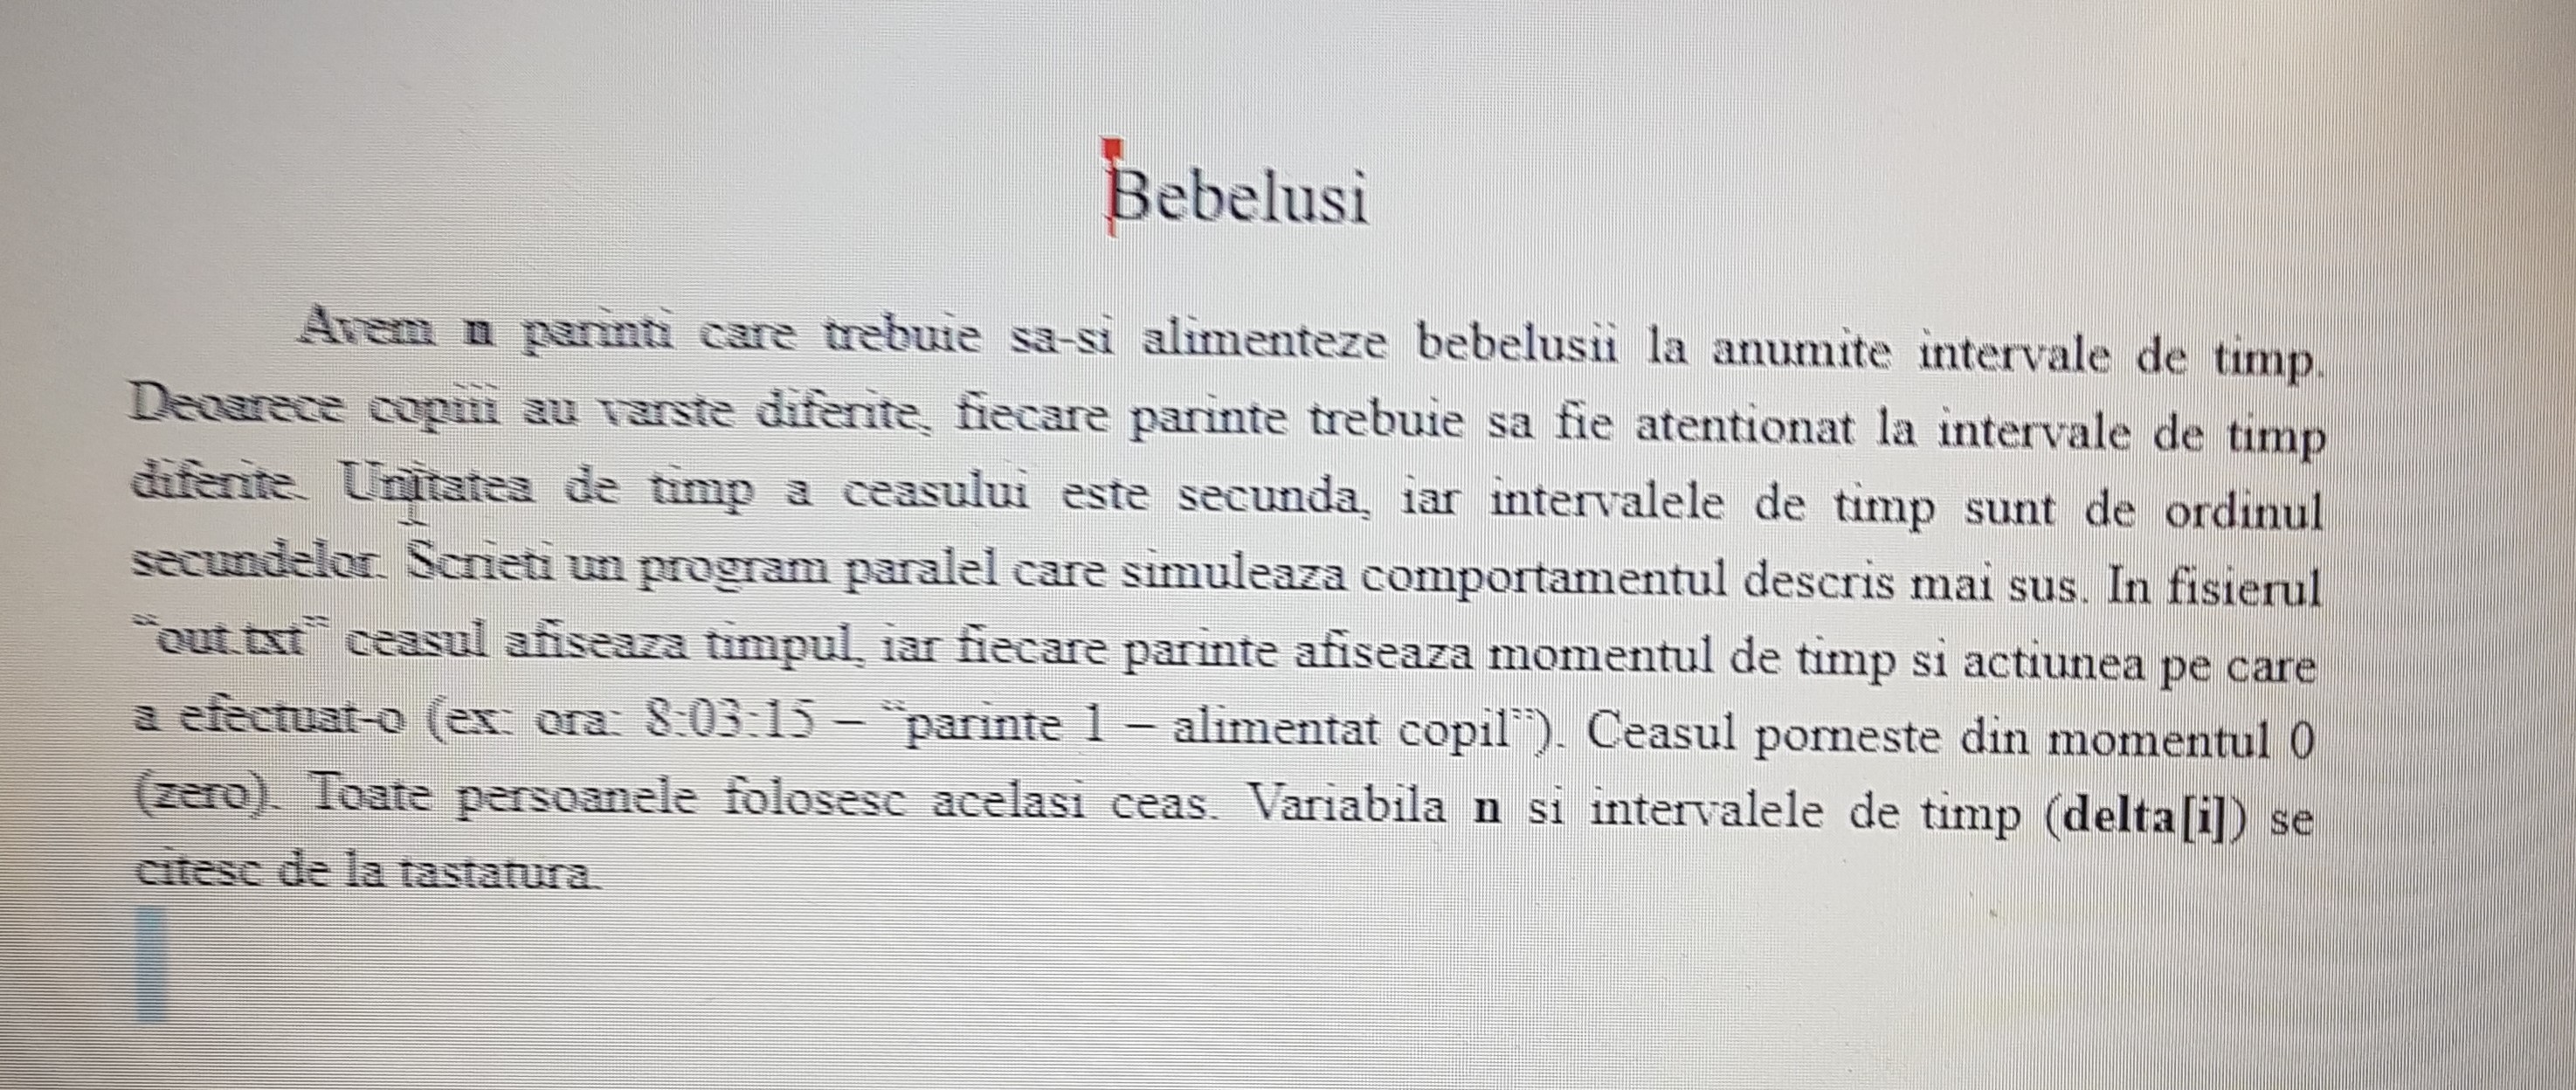 Bebelusi
Avem n parinti care trebuie sa-si alimenteze bebelusii la anumite intervale de timp.
Deoarece copiii au varste diferite, fiecare parinte trebuie sa fie atentionat la intervale de timp
diferite. Unitatea de timp a ceasului este secunda, iar intervalele de timp sunt de ordinul
secundelor. Scrieti un program paralel care simuleaza comportamentul descris mai sus. In fisierul
“out.txt” ceasul afiseaza timpul, iar fiecare parinte afiseaza momentul de timp si actiunea pe care
a efectuat-o (ex: ora: 8:03:15 – “parinte 1 – alimentat copil”). Ceasul porneste din momentul 0
(zero). Toate persoanele folosesc acelasi ceas. Variabila n si intervalele de timp (delta[i]) se
citesc de la tastatura.